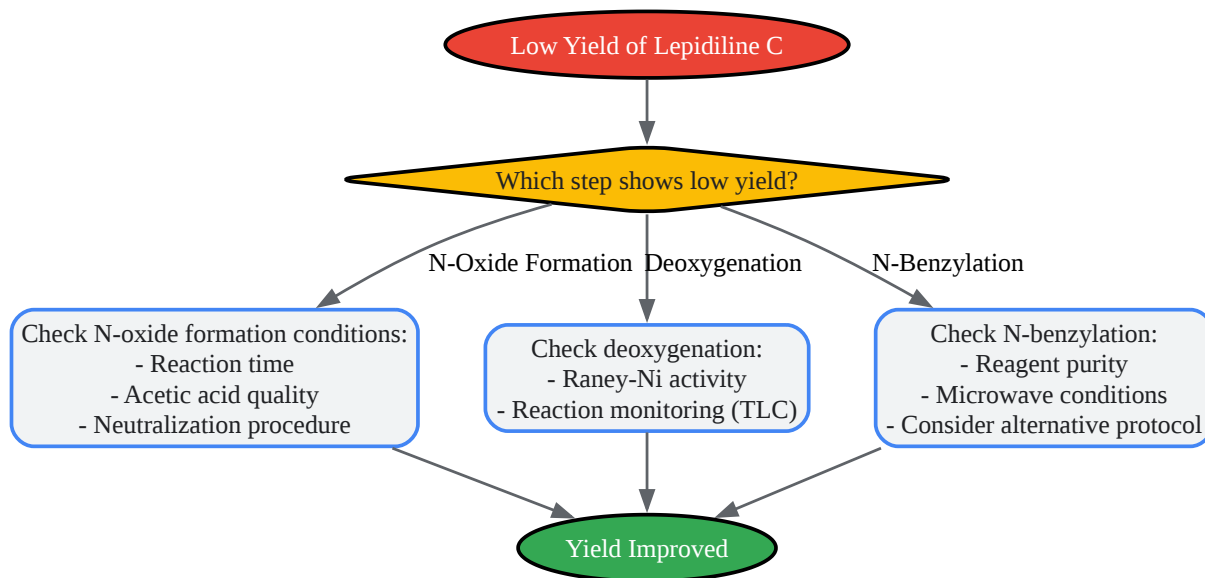 Low Yield of Lepidiline C
Which step shows low yield?
N-Oxide Formation
Deoxygenation
N-Benzylation
Check N-oxide formation conditions:
- Reaction time
- Acetic acid quality
- Neutralization procedure
Check deoxygenation:
- Raney-Ni activity
- Reaction monitoring (TLC)
Check N-benzylation:
- Reagent purity
- Microwave conditions
- Consider alternative protocol
Yield Improved